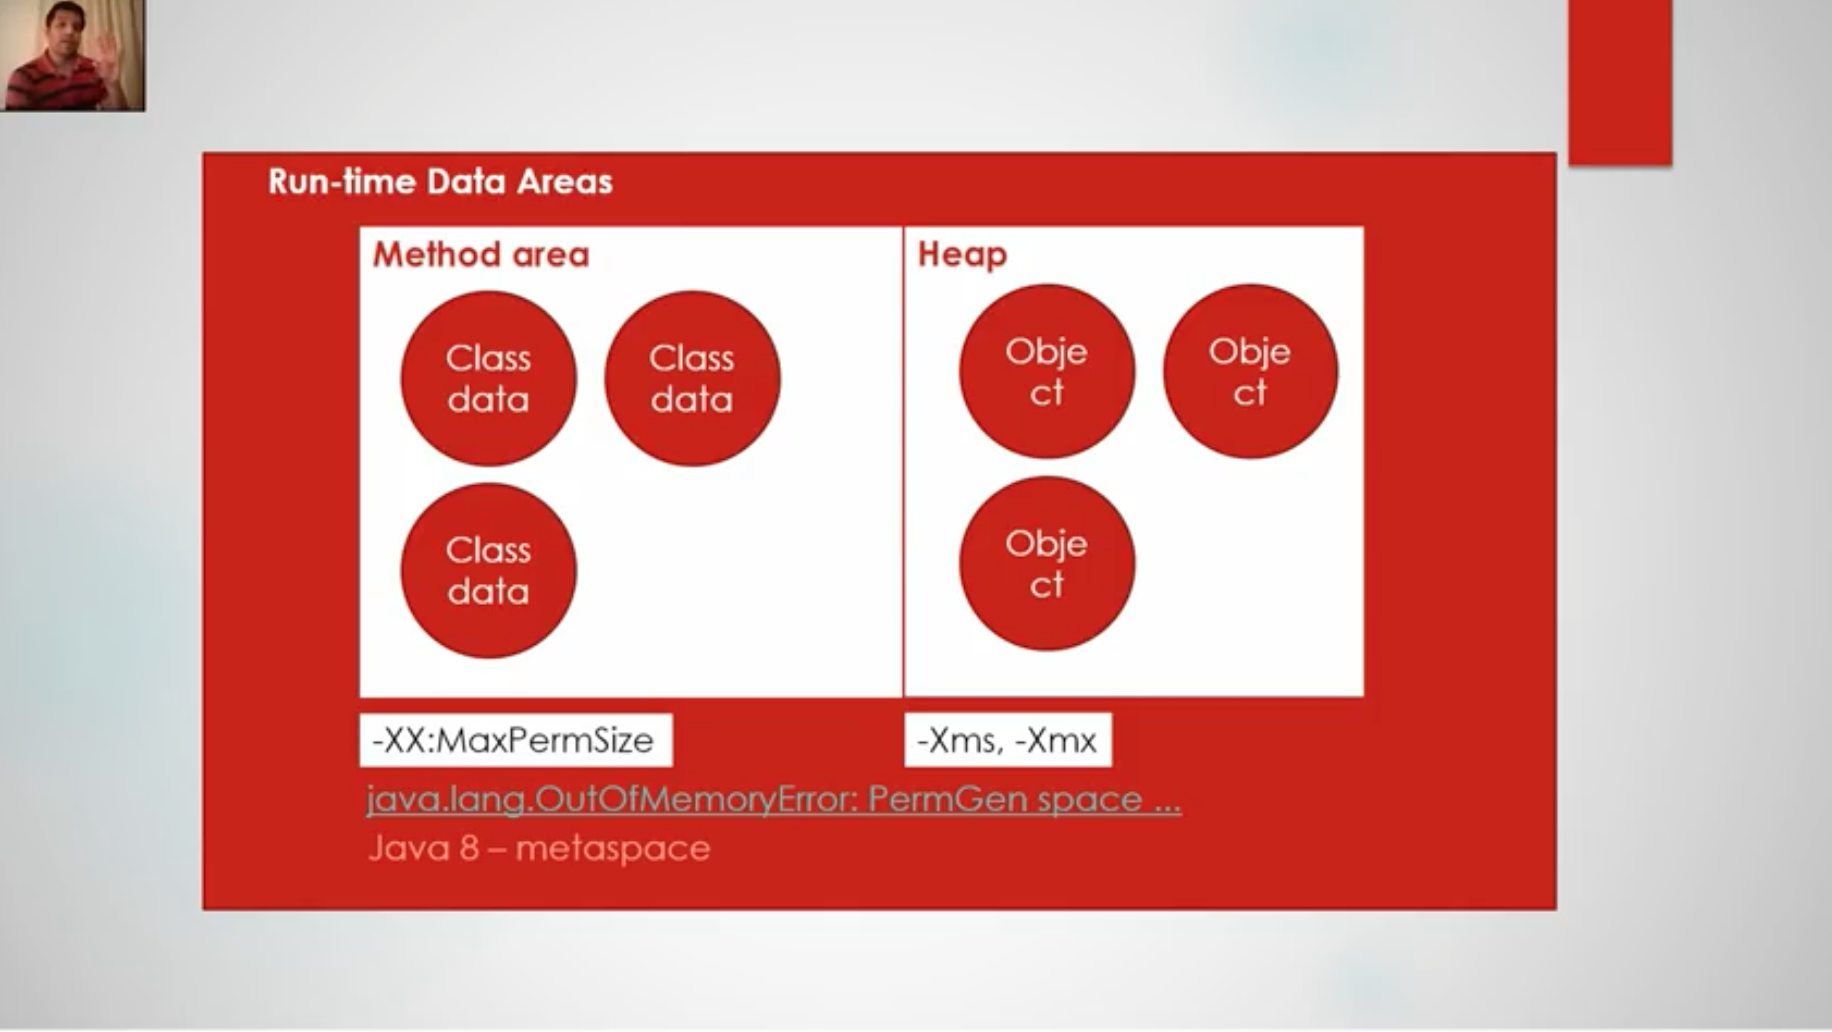 Run-time Data Areas
Method area
Class
data
Class
data
Class
data
Heap
Obje
ct
Obje
ct
Obje
ct
-XX:MaxPermSize
-Xms, -Xmx
java.lang.OutOfMemoryError: PermGen space ...
Java 8 – metaspace